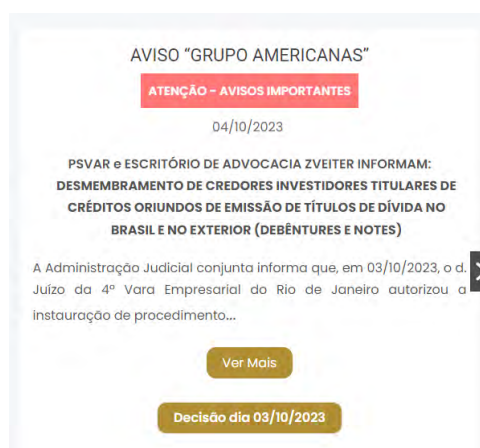 AVISO “GRUPO AMERICANAS”
ATENÇÃO - AVISOS IMPORTANTES
04/10/2023
PSVAR e ESCRITÓRIO DE ADVOCACIA ZVEITER INFORMAM:
DESMEMBRAMENTO DE CREDORES INVESTIDORES TITULARES DE
CRÉDITOS ORIUNDOS DE EMISSÃO DE TÍTULOS DE DÍVIDA NO
BRASIL E NO EXTERIOR (DEBÊNTURES E NOTES)
A Administração Judicial conjunta informa que, em 03/10/2023, o d.
Juízo da 4ª Vara Empresarial do Rio de Janeiro autorizou a
instauração de procedimento...
Ver Mais
Decisão dia 03/10/2023